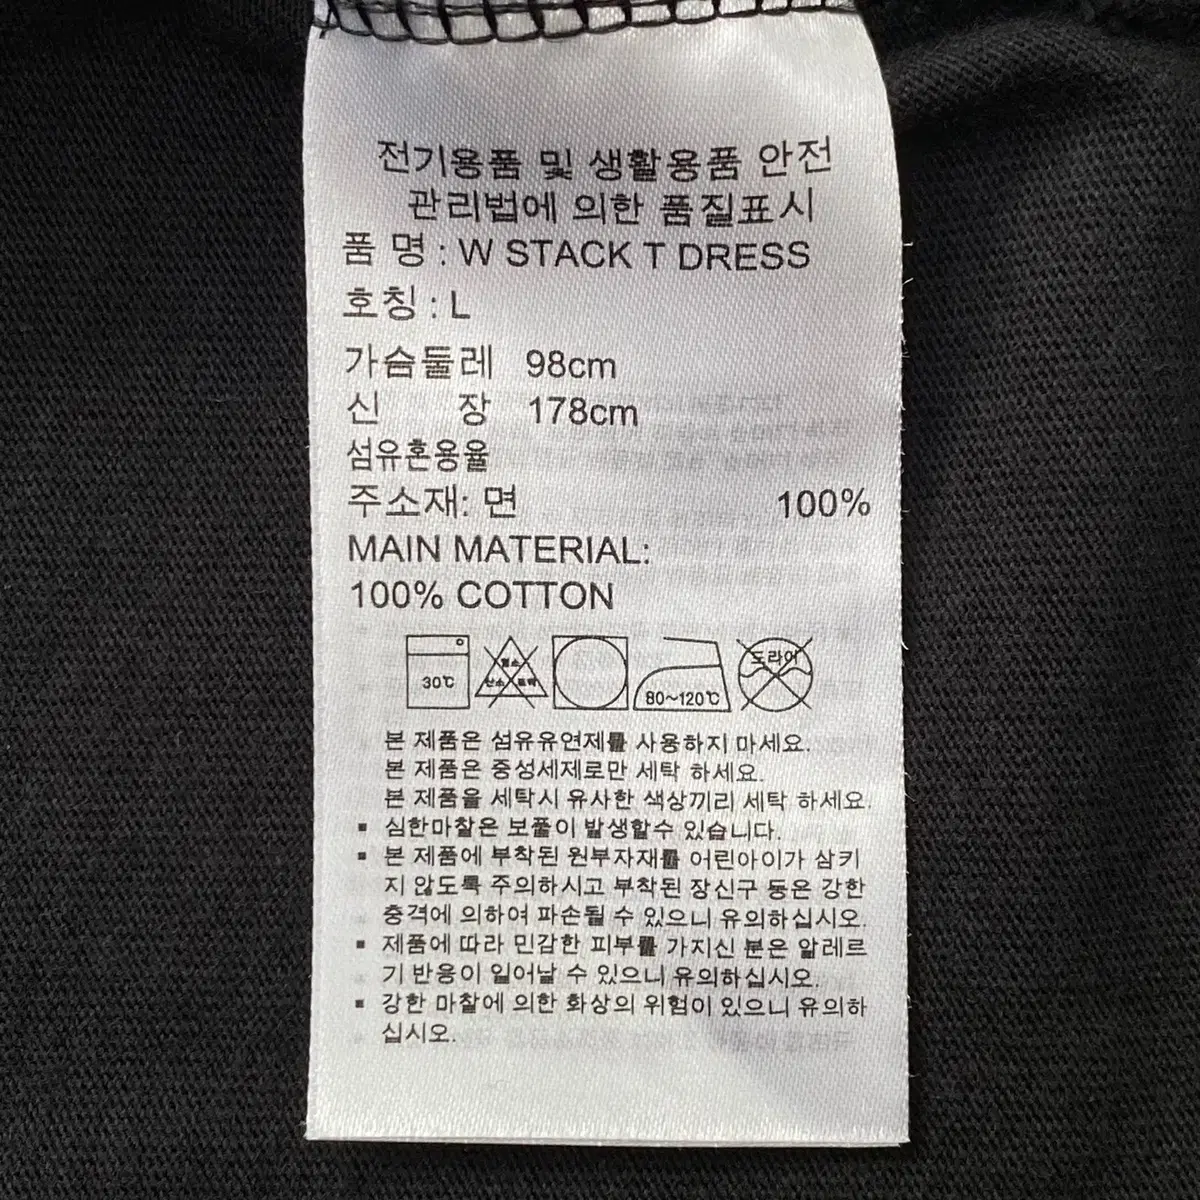 전기용품 및 생활용품 안전
관리법에 의한 품질표시
품 명 : W STACK T DRESS
호칭 : L
가슴둘레 98cm
신 장 178cm
섬유혼용율
주소재: 면 100%
MAIN MATERIAL:
100% COTTON
30℃ 80~120℃ 드라이
본 제품은 섬유유연제를 사용하지 마세요.
본 제품은 중성세제로만 세탁 하세요.
본 제품을 세탁시 유사한 색상끼리 세탁 하세요.
▪ 심한마찰은 보풀이 발생할수 있습니다.
▪ 본 제품에 부착된 원부자재를 어린아이가 삼키
지 않도록 주의하시고 부착된 장신구 등은 강한
충격에 의하여 파손될 수 있으니 유의하십시오.
▪ 제품에 따라 민감한 피부를 가지신 분은 알레르
기 반응이 일어날 수 있으니 유의하십시오.
▪ 강한 마찰에 의한 화상의 위험이 있으니 유의하
십시오.